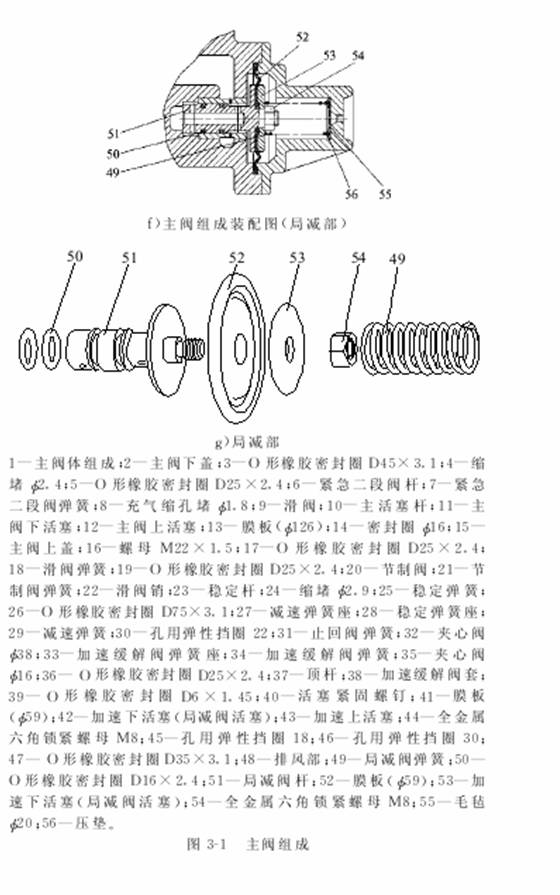 52
53
54
51
50
49
55
56
f)主阀组成装配图(局减部)
50
51
52
53
54
49
g)局减部
1—主阀体组成;2—主阀下盖;3—O形橡胶密封圈 D45×3.1;4—缩
堵 ϕ2.4;5—O形橡胶密封圈 D25×2.4;6—紧急二段阀杆;7—紧急
二段阀弹簧;8—充气缩孔堵 ϕ1.8;9—滑阀;10—主活塞杆;11—主
阀下活塞;12—主阀上活塞;13—膜板(ϕ126);14—密封圈 ϕ16;15—
主阀上盖;16—螺母 M22×1.5;17—O形橡胶密封圈 D25×2.4;
18—滑阀弹簧;19—O形橡胶密封圈 D25×2.4;20—节制阀;21—节
制阀弹簧;22—滑阀销;23—稳定杆;24—缩堵 ϕ2.9;25—稳定弹簧;
26—O形橡胶密封圈 D75×3.1;27—减速弹簧座;28—稳定弹簧座;
29—减速弹簧;30—孔用弹性挡圈 22;31—止回阀弹簧;32—夹心阀
ϕ38;33—加速缓解阀弹簧座;34—加速缓解阀弹簧;35—夹心阀
ϕ16;36—O形橡胶密封圈 D25×2.4;37—顶杆;38—加速缓解阀套;
39—O形橡胶密封圈 D6×1.45;40—活塞紧固螺钉;41—膜板
(ϕ59);42—加速下活塞(局减阀活塞);43—加速上活塞;44—全金属
六角锁紧螺母 M8;45—孔用弹性挡圈 18;46—孔用弹性挡圈 30;
47—O形橡胶密封圈 D35×3.1;48—排风部;49—局减阀弹簧;50—
O形橡胶密封圈 D16×2.4;51—局减阀杆;52—膜板(ϕ59);53—加
速下活塞(局减阀活塞);54—全金属六角锁紧螺母 M8;55—毛毡
ϕ20;56—压垫。
图 3-1 主阀组成